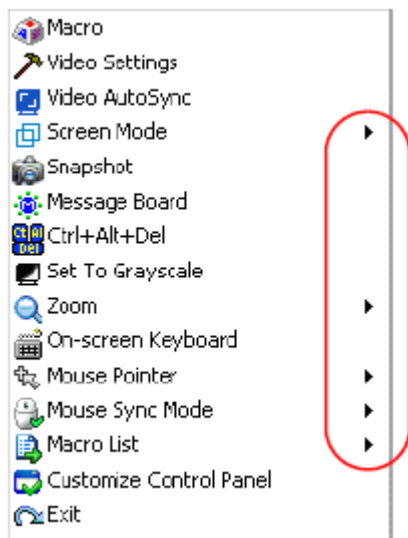 Macro
Video Settings
Video AutoSync
Screen Mode
Snapshot
Message Board
Ctrl+Alt+Del
Set To Grayscale
Zoom
On-screen Keyboard
Mouse Pointer
Mouse Sync Mode
Macro List
Customize Control Panel
Exit